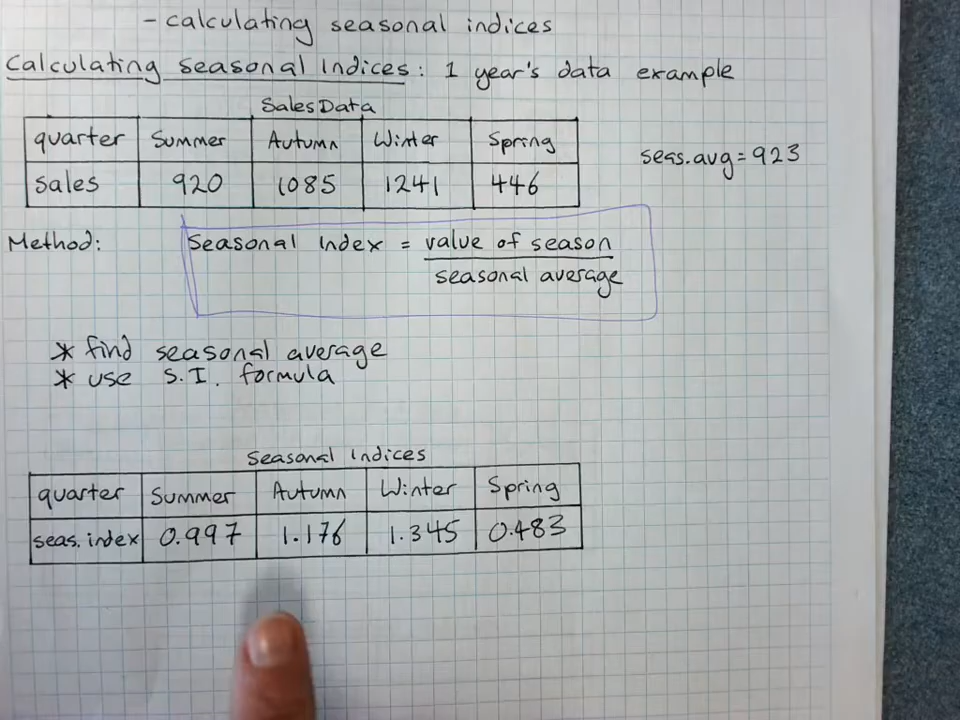 - calculating seasonal indices
Calculating Seasonal Indices: 1 year's data example
Sales Data
quarter Summer Autumn Winter Spring
sales 920 1085 1241 446
seas.avg = 923
Method: Seasonal Index = value of season
seasonal average
* find seasonal average
* use S.I. formula
Seasonal Indices
quarter Summer Autumn Winter Spring
seas. index 0.997 1.176 1.345 0.483